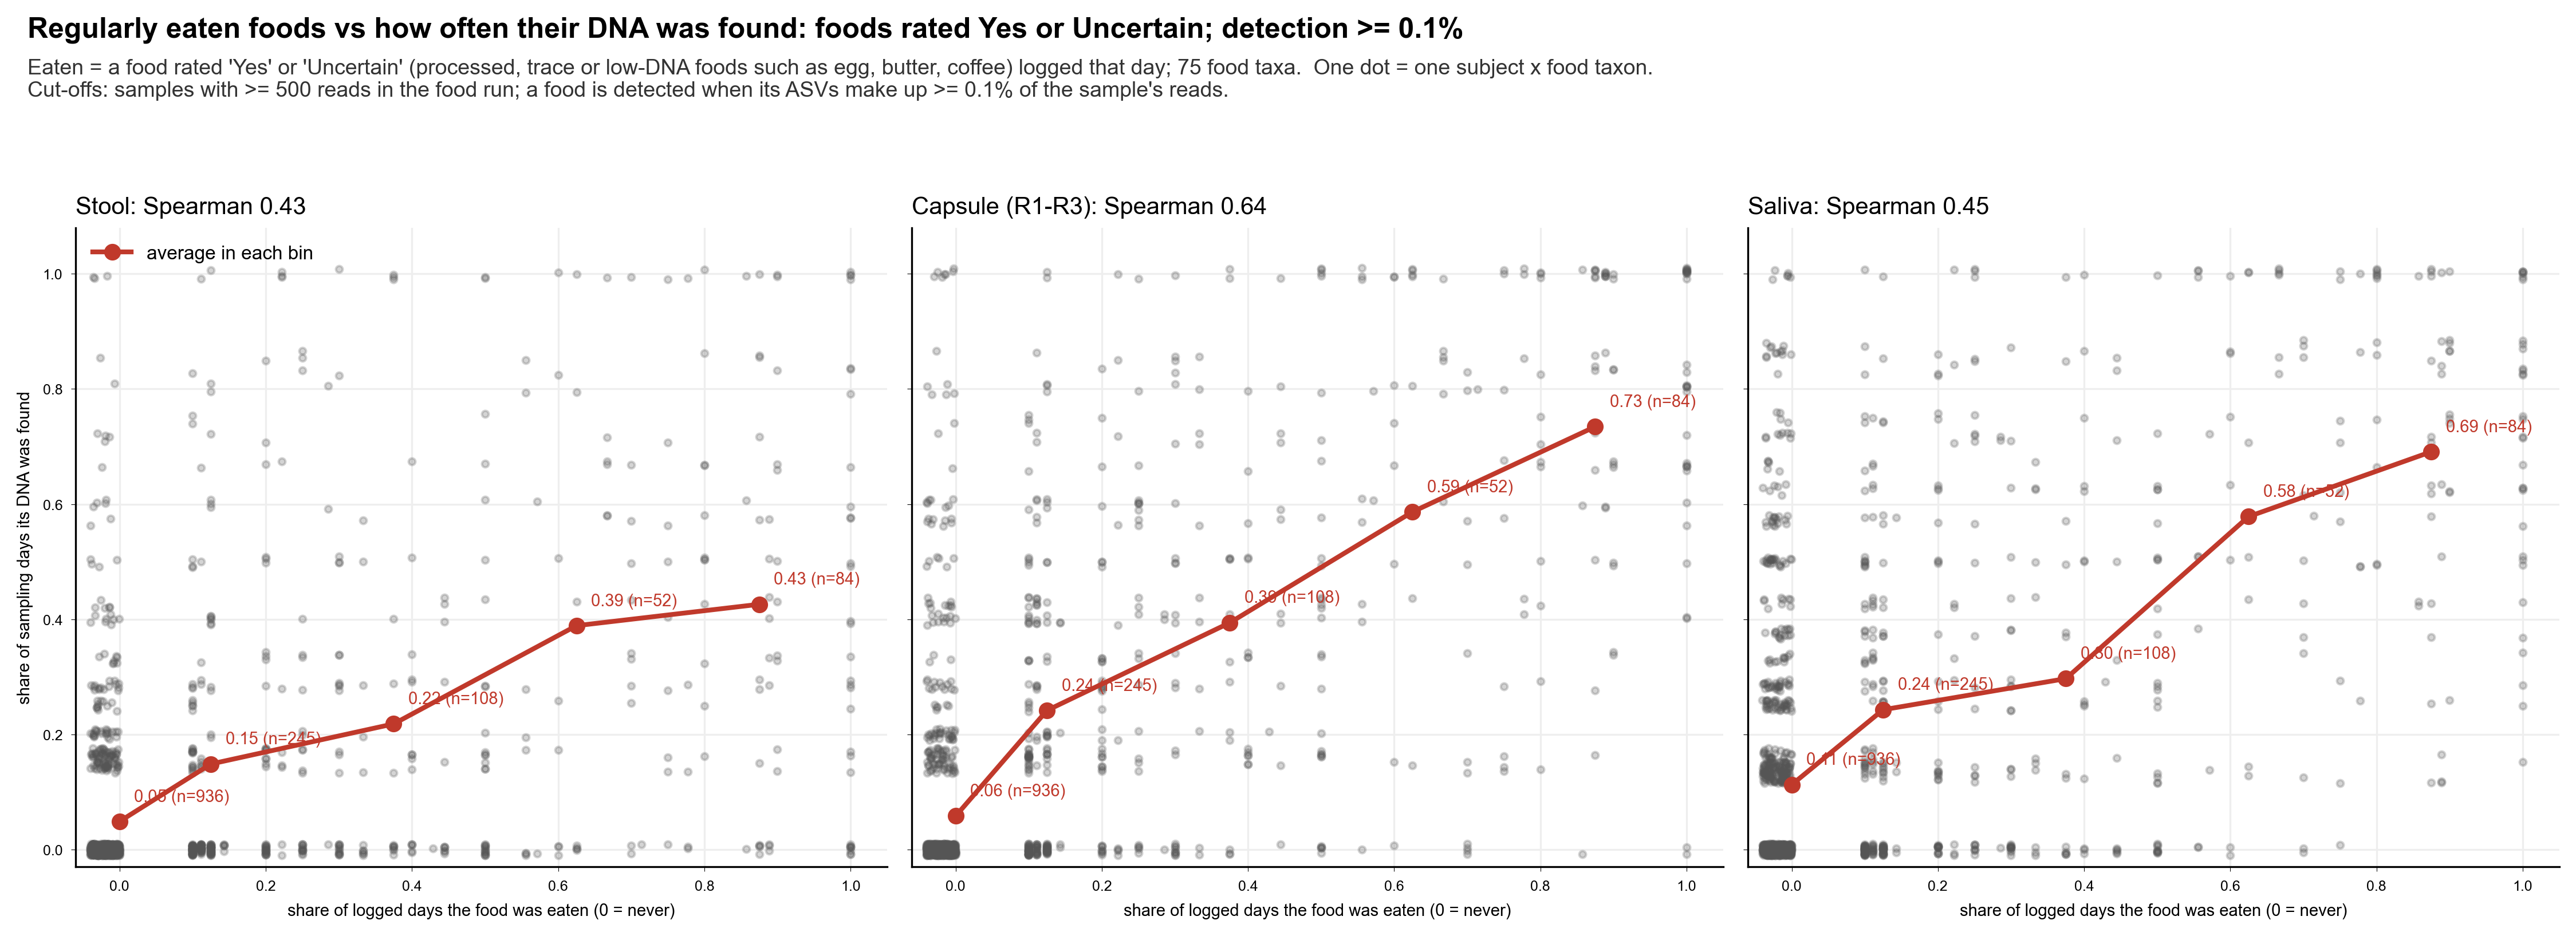 Regularly eaten foods vs how often their DNA was found: foods rated Yes or Uncertain; detection >= 0.1%
Eaten = a food rated 'Yes' or 'Uncertain' (processed, trace or low-DNA foods such as egg, butter, coffee) logged that day; 75 food taxa.  One dot = one subject x food taxon.
Cut-offs: samples with >= 500 reads in the food run; a food is detected when its ASVs make up >= 0.1% of the sample's reads.
Stool: Spearman 0.43
average in each bin
share of sampling days its DNA was found
1.0
0.8
0.6
0.4
0.2
0.0
0.05 (n=936)
0.15 (n=245)
0.22 (n=108)
0.39 (n=52)
0.43 (n=84)
0.0 0.2 0.4 0.6 0.8 1.0
share of logged days the food was eaten (0 = never)
Capsule (R1-R3): Spearman 0.64
0.06 (n=936)
0.24 (n=245)
0.39 (n=108)
0.59 (n=52)
0.73 (n=84)
0.0 0.2 0.4 0.6 0.8 1.0
share of logged days the food was eaten (0 = never)
Saliva: Spearman 0.45
0.11 (n=936)
0.24 (n=245)
0.30 (n=108)
0.58 (n=52)
0.69 (n=84)
0.0 0.2 0.4 0.6 0.8 1.0
share of logged days the food was eaten (0 = never)